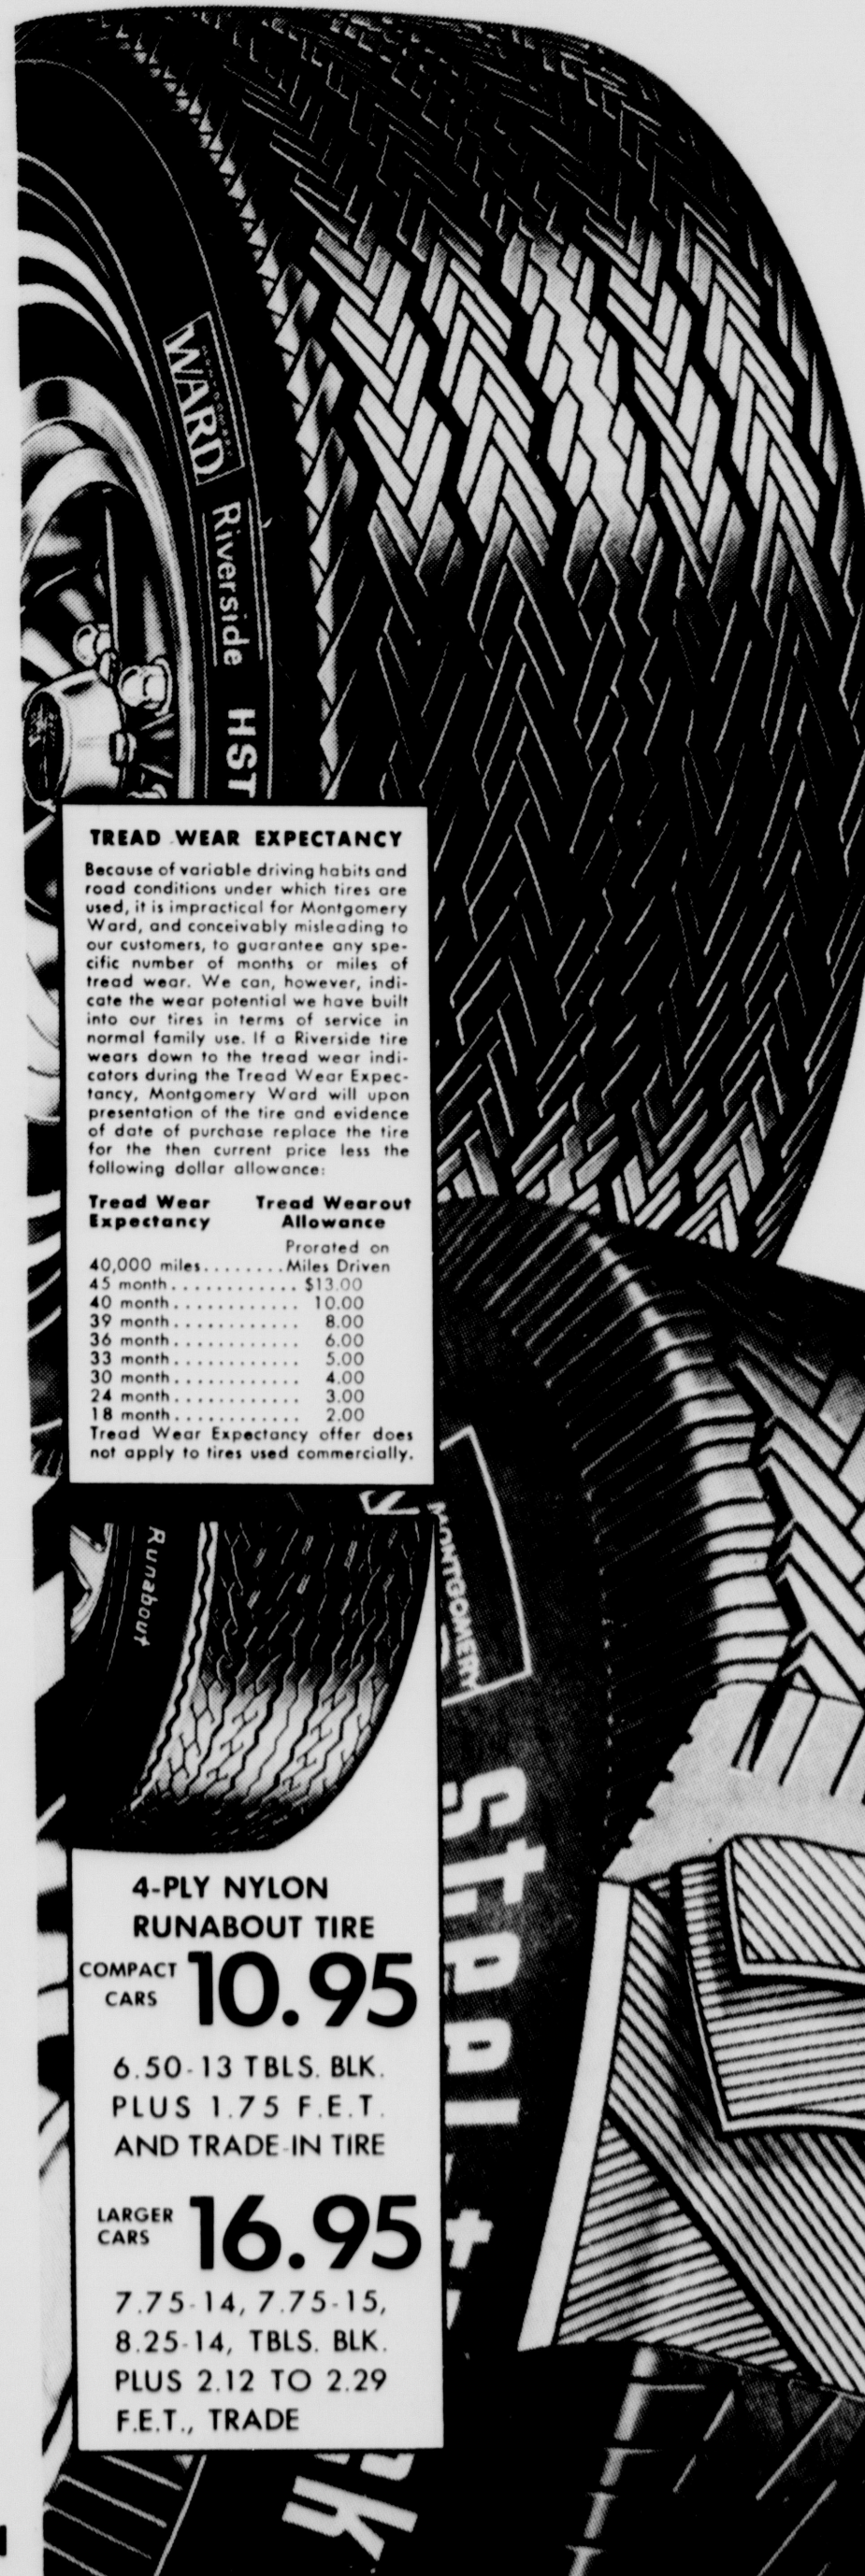 MONTGOMERY
WARD
Riverside
HST
TREAD WEAR EXPECTANCY
Because of variable driving habits and
road conditions under which tires are
used, it is impractical for Montgomery
Ward, and conceivably misleading to
our customers, to guarantee any spe-
cific number of months or miles of
tread wear. We can, however, indi-
cate the wear potential we have built
into our tires in terms of service in
normal family use. If a Riverside tire
wears down to the tread wear indi-
cators during the Tread Wear Expec-
tancy, Montgomery Ward will upon
presentation of the tire and evidence
of date of purchase replace the tire
for the then current price less the
following dollar allowance:
Tread Wear Tread Wearout
Expectancy Allowance
Prorated on
40,000 miles........Miles Driven
45 month............ $13.00
40 month............ 10.00
39 month............ 8.00
36 month............ 6.00
33 month............ 5.00
30 month............ 4.00
24 month............ 3.00
18 month............ 2.00
Tread Wear Expectancy offer does
not apply to tires used commercially.
Runabout
MONTGOMERY
Steel
4-PLY NYLON
RUNABOUT TIRE
COMPACT
CARS 10.95
6.50-13 TBLS. BLK.
PLUS 1.75 F.E.T.
AND TRADE-IN TIRE
LARGER
CARS 16.95
7.75-14, 7.75-15,
8.25-14, TBLS. BLK.
PLUS 2.12 TO 2.29
F.E.T., TRADE